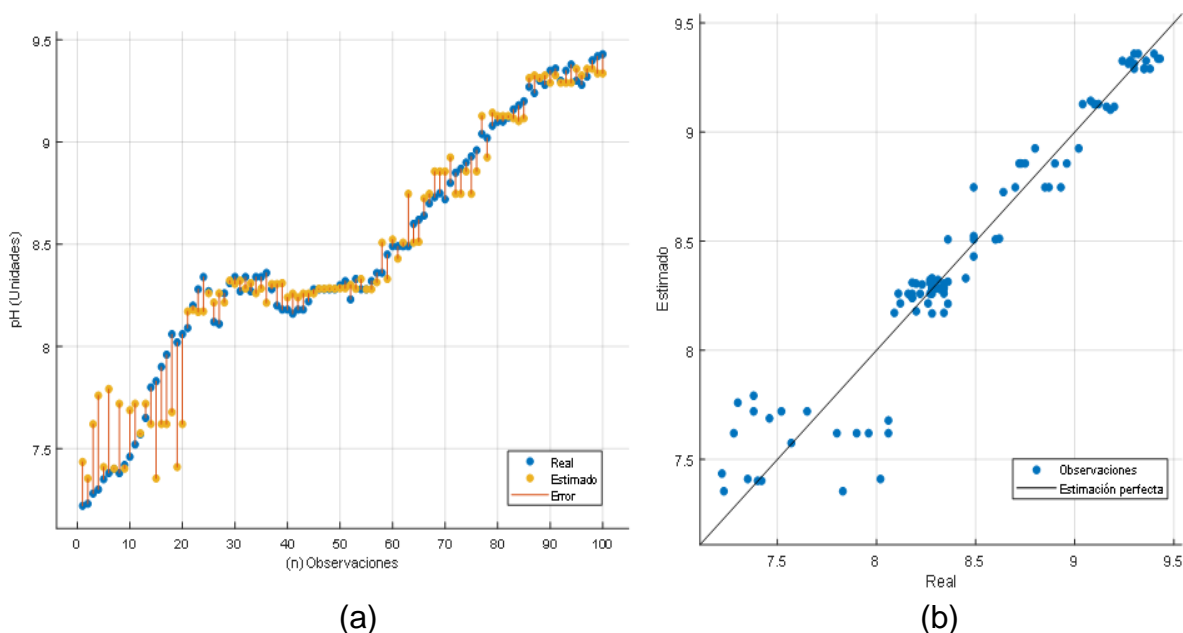 9.5
9
8.5
8
7.5
pH (Unidades)
0 10 20 30 40 50 60 70 80 90 100
(n) Observaciones
Real
Estimado
Error
(a)
9.5
9
8.5
8
7.5
Estimado
7.5 8 8.5 9 9.5
Real
Observaciones
Estimación perfecta
(b)